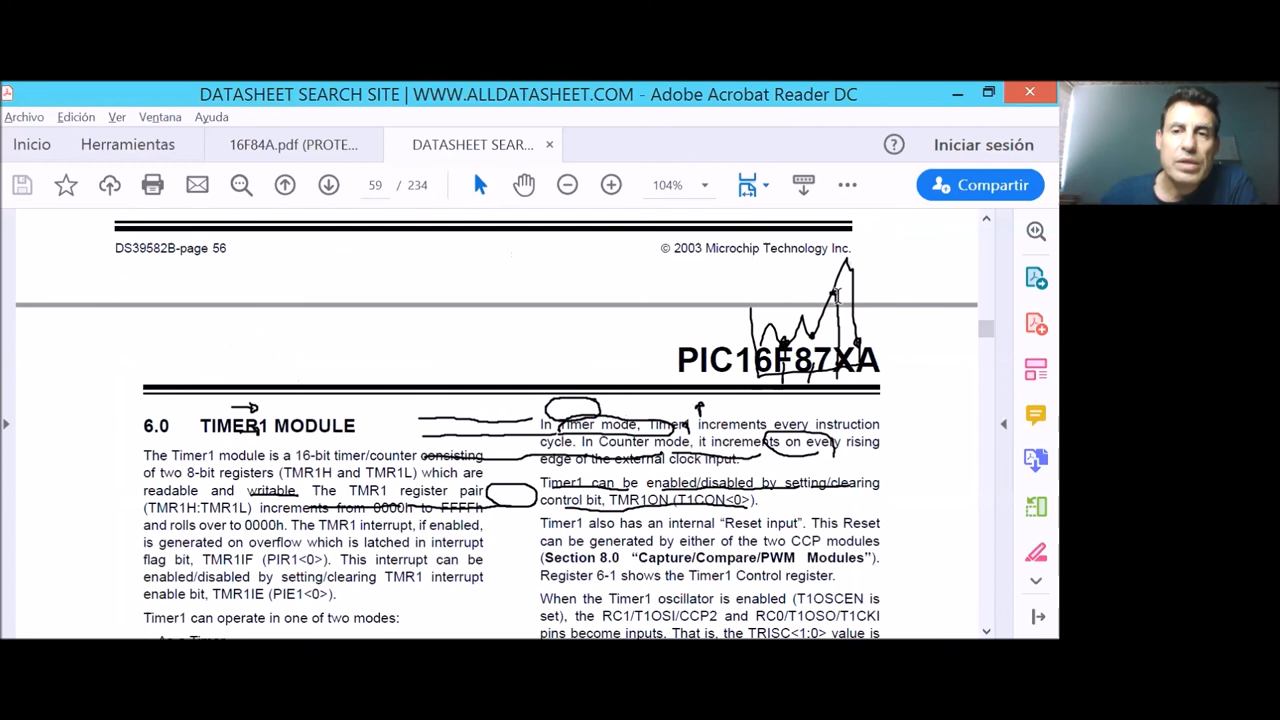 DATASHEET SEARCH SITE | WWW.ALLDATASHEET.COM - Adobe Acrobat Reader DC
Archivo Edición Ver Ventana Ayuda
Inicio Herramientas 16F84A.pdf (PROTE... DATASHEET SEAR... × Iniciar sesión
59 / 234 104% Compartir
DS39582B-page 56 © 2003 Microchip Technology Inc.
PIC16F87XA
6.0 TIMER1 MODULE
The Timer1 module is a 16-bit timer/counter consisting
of two 8-bit registers (TMR1H and TMR1L) which are
readable and writable. The TMR1 register pair
(TMR1H:TMR1L) increments from 0000h to FFFFh
and rolls over to 0000h. The TMR1 interrupt, if enabled,
is generated on overflow which is latched in interrupt
flag bit, TMR1IF (PIR1<0>). This interrupt can be
enabled/disabled by setting/clearing TMR1 interrupt
enable bit, TMR1IE (PIE1<0>).
Timer1 can operate in one of two modes:
As a Timer
In Timer mode, Timer1 increments every instruction
cycle. In Counter mode, it increments on every rising
edge of the external clock input.
Timer1 can be enabled/disabled by setting/clearing
control bit, TMR1ON (T1CON<0>).
Timer1 also has an internal “Reset input”. This Reset
can be generated by either of the two CCP modules
(Section 8.0 “Capture/Compare/PWM Modules”).
Register 6-1 shows the Timer1 Control register.
When the Timer1 oscillator is enabled (T1OSCEN is
set), the RC1/T1OSI/CCP2 and RC0/T1OSO/T1CKI
pins become inputs. That is, the TRISC<1:0> value is